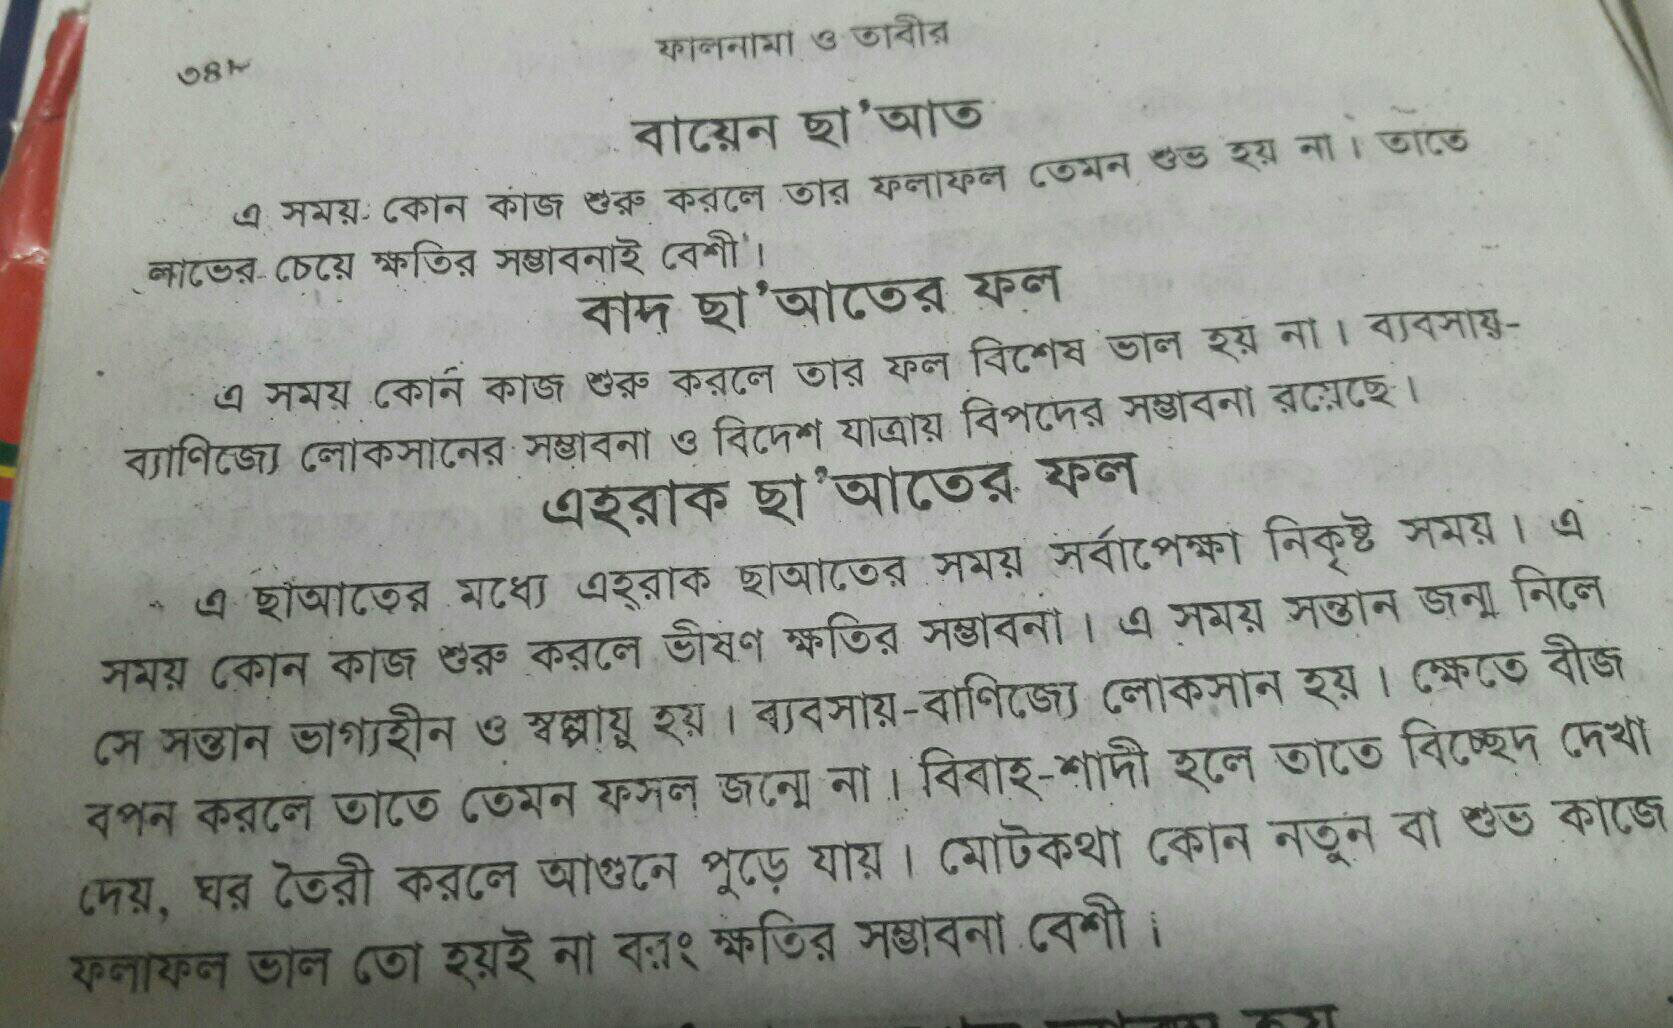 ফালনামা ও তাবীর
৩৪৮
বায়েন ছা'আত
এ সময় কোন কাজ শুরু করলে তার ফলাফল তেমন শুভ হয় না। তাতে
লাভের চেয়ে ক্ষতির সম্ভাবনাই বেশী।
বাদ ছা'আতের ফল
এ সময় কোন কাজ শুরু করলে তার ফল বিশেষ ভাল হয় না। ব্যবসায়-
ব্যাণিজ্যে লোকসানের সম্ভাবনা ও বিদেশ যাত্রায় বিপদের সম্ভাবনা রয়েছে।
এহরাক ছা'আতের ফল
এ ছাআতের মধ্যে এহ্‌রাক ছাআতের সময় সর্বাপেক্ষা নিকৃষ্ট সময়। এ
সময় কোন কাজ শুরু করলে ভীষণ ক্ষতির সম্ভাবনা। এ সময় সন্তান জন্ম নিলে
সে সন্তান ভাগ্যহীন ও স্বল্পায়ু হয়। ব্যবসায়-বাণিজ্যে লোকসান হয়। ক্ষেতে বীজ
বপন করলে তাতে তেমন ফসল জন্মে না। বিবাহ-শাদী হলে তাতে বিচ্ছেদ দেখা
দেয়, ঘর তৈরী করলে আগুনে পুড়ে যায়। মোটকথা কোন নতুন বা শুভ কাজে
ফলাফল ভাল তো হয়ই না বরং ক্ষতির সম্ভাবনা বেশী।